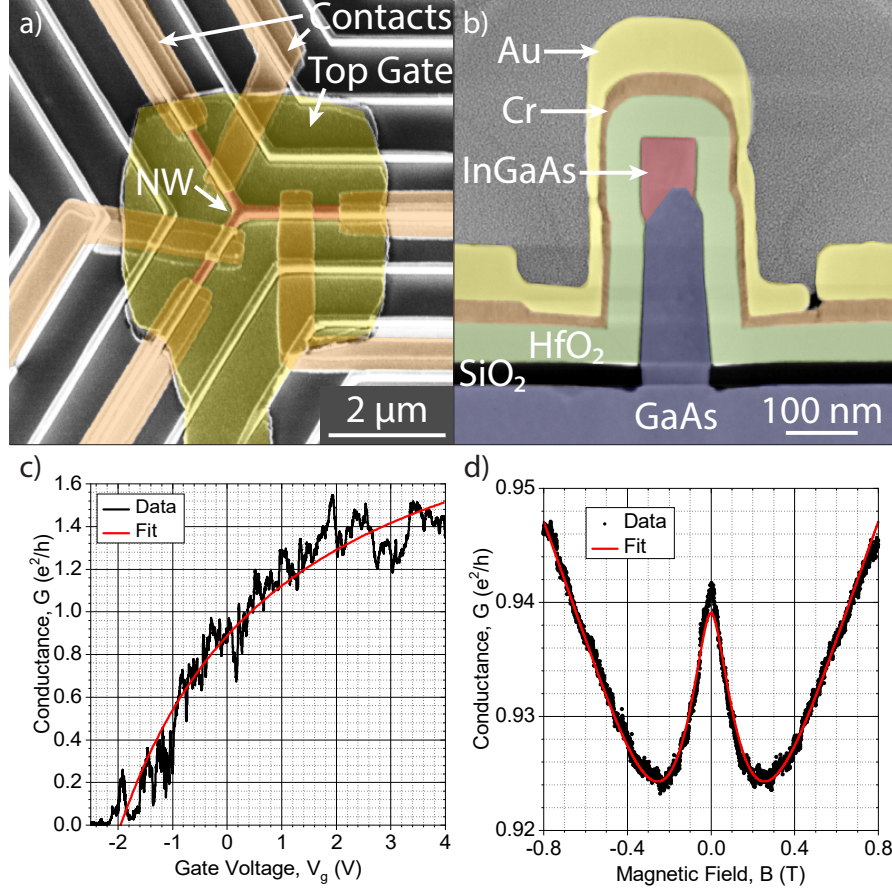 a)
Contacts
Top Gate
NW
2 µm
b)
Au
Cr
InGaAs
HfO₂
SiO₂
GaAs
100 nm
c)
Conductance, G (e²/h)
1.6
1.4
1.2
1.0
0.8
0.6
0.4
0.2
0.0
Data
Fit
-2 -1 0 1 2 3 4
Gate Voltage, Vg (V)
d)
Conductance, G (e²/h)
0.95
0.94
0.93
0.92
Data
Fit
-0.8 -0.4 0.0 0.4 0.8
Magnetic Field, B (T)